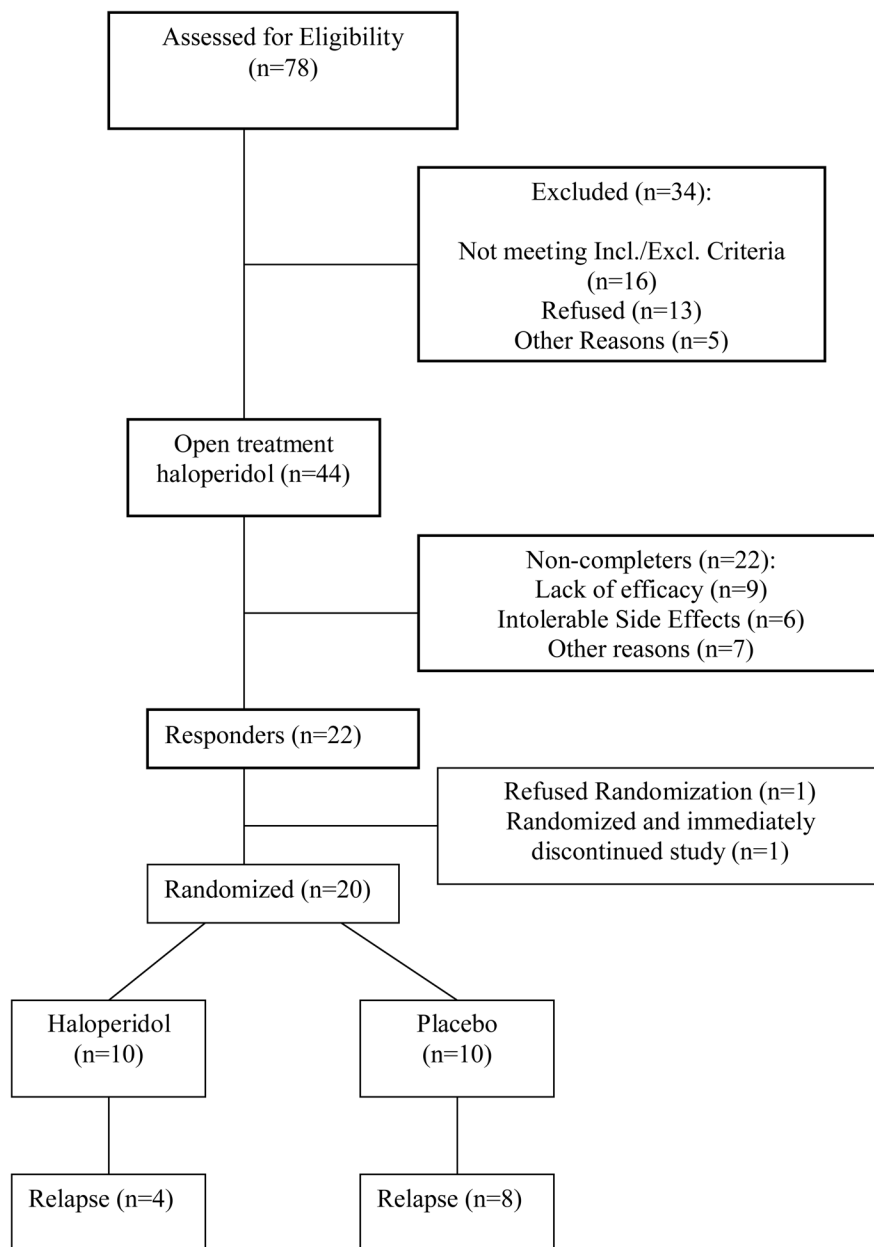 Assessed for Eligibility
(n=78)
Excluded (n=34):
Not meeting Incl./Excl. Criteria
(n=16)
Refused (n=13)
Other Reasons (n=5)
Open treatment
haloperidol (n=44)
Non-completers (n=22):
Lack of efficacy (n=9)
Intolerable Side Effects (n=6)
Other reasons (n=7)
Responders (n=22)
Refused Randomization (n=1)
Randomized and immediately
discontinued study (n=1)
Randomized (n=20)
Haloperidol
(n=10)
Placebo
(n=10)
Relapse (n=4)
Relapse (n=8)